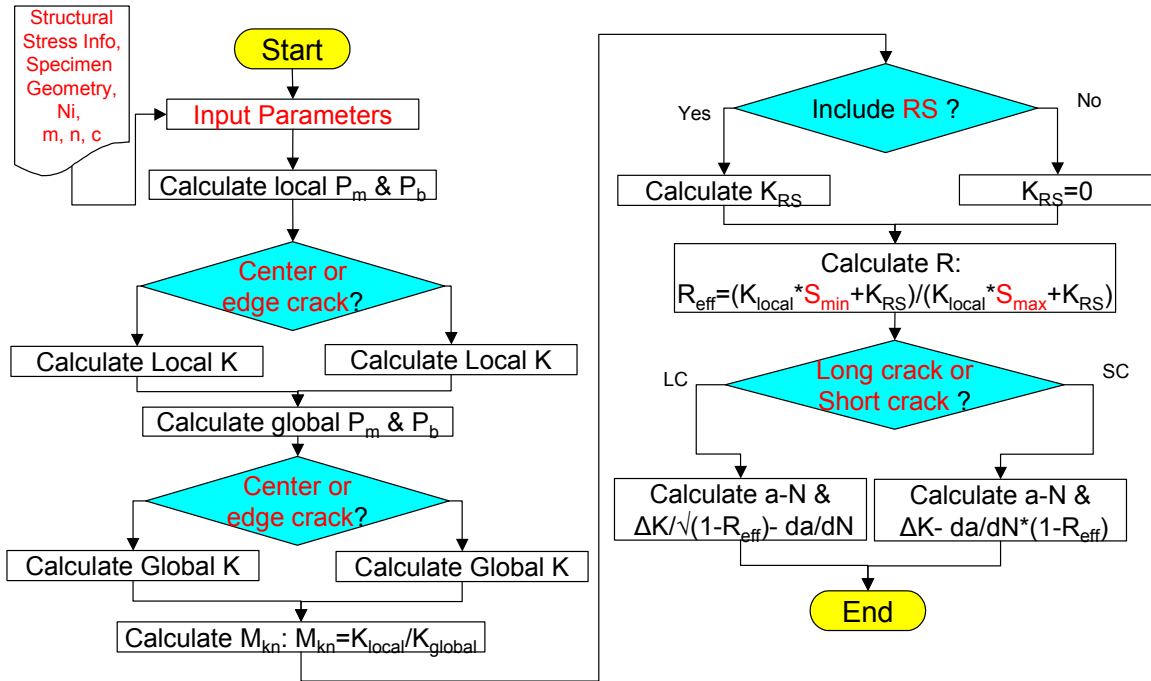 Structural
Stress Info,
Specimen
Geometry,
Ni,
m, n, c
Start
Input Parameters
Calculate local Pm & Pb
Center or
edge crack?
Calculate Local K
Calculate Local K
Calculate global Pm & Pb
Center or
edge crack?
Calculate Global K
Calculate Global K
Calculate Mkn: Mkn=Klocal/Kglobal
Include RS ?
Yes
No
Calculate KRS
KRS=0
Calculate R:
Reff=(Klocal*Smin+KRS)/(Klocal*Smax+KRS)
Long crack or
Short crack ?
LC
SC
Calculate a-N &
ΔK/√(1-Reff)- da/dN
Calculate a-N &
ΔK- da/dN*(1-Reff)
End